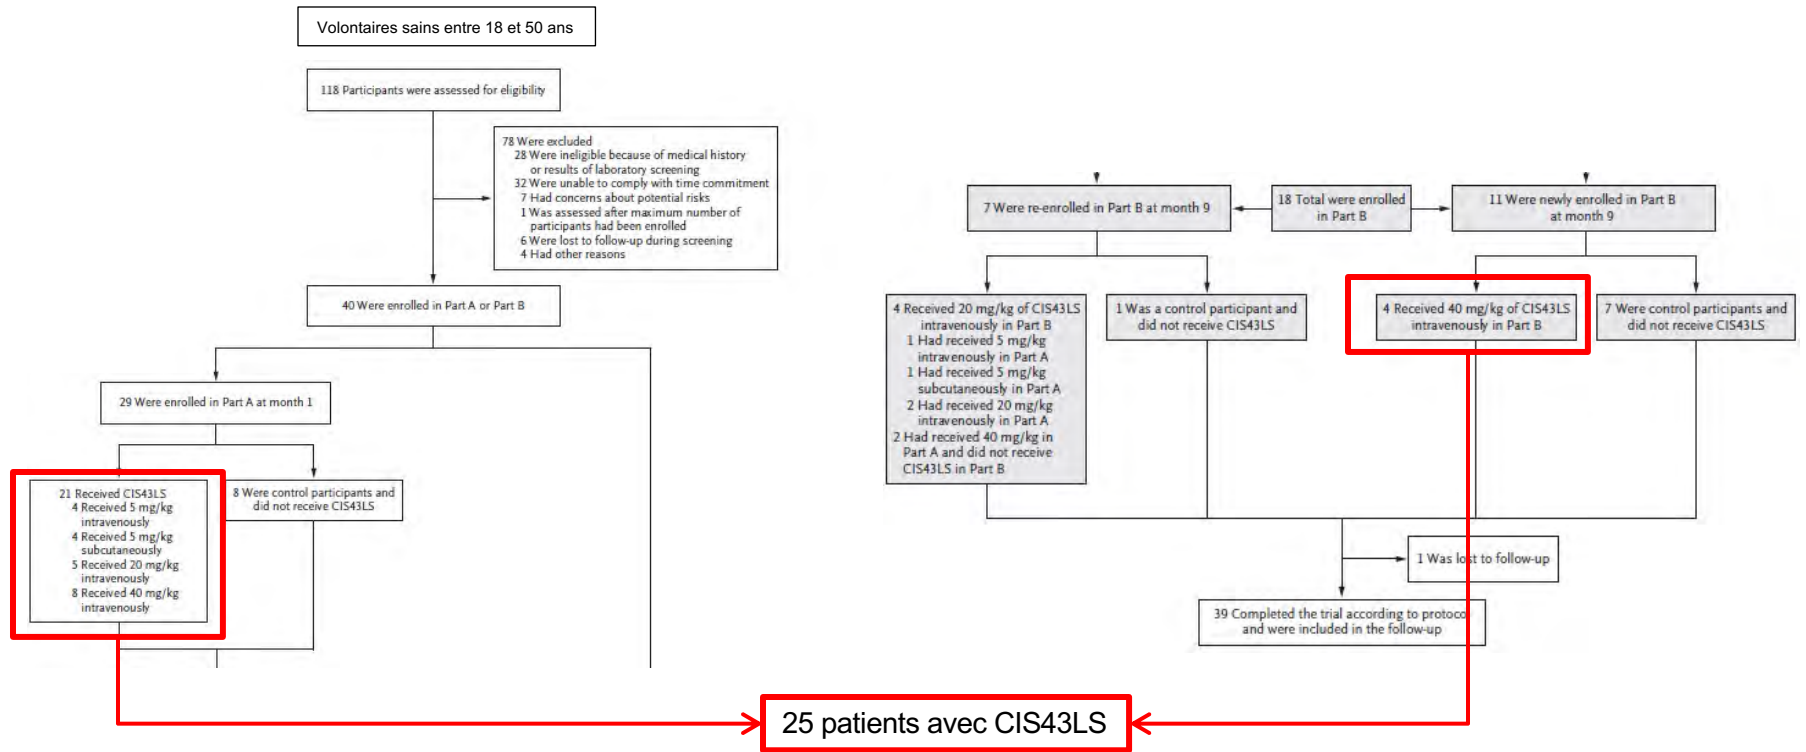 Volontaires sains entre 18 et 50 ans
118 Participants were assessed for eligibility
78 Were excluded
28 Were ineligible because of medical history
or results of laboratory screening
32 Were unable to comply with time commitment
7 Had concerns about potential risks
1 Was assessed after maximum number of
participants had been enrolled
6 Were lost to follow-up during screening
4 Had other reasons
40 Were enrolled in Part A or Part B
29 Were enrolled in Part A at month 1
21 Received CIS43LS
4 Received 5 mg/kg
intravenously
4 Received 5 mg/kg
subcutaneously
5 Received 20 mg/kg
intravenously
8 Received 40 mg/kg
intravenously
8 Were control participants and
did not receive CIS43LS
7 Were re-enrolled in Part B at month 9
18 Total were enrolled
in Part B
11 Were newly enrolled in Part B
at month 9
4 Received 20 mg/kg of CIS43LS
intravenously in Part B
1 Had received 5 mg/kg
intravenously in Part A
1 Had received 5 mg/kg
subcutaneously in Part A
2 Had received 20 mg/kg
intravenously in Part A
2 Had received 40 mg/kg in
Part A and did not receive
CIS43LS in Part B
1 Was a control participant and
did not receive CIS43LS
4 Received 40 mg/kg of CIS43LS
intravenously in Part B
7 Were control participants and
did not receive CIS43LS
1 Was lost to follow-up
39 Completed the trial according to protoco
and were included in the follow-up
25 patients avec CIS43LS